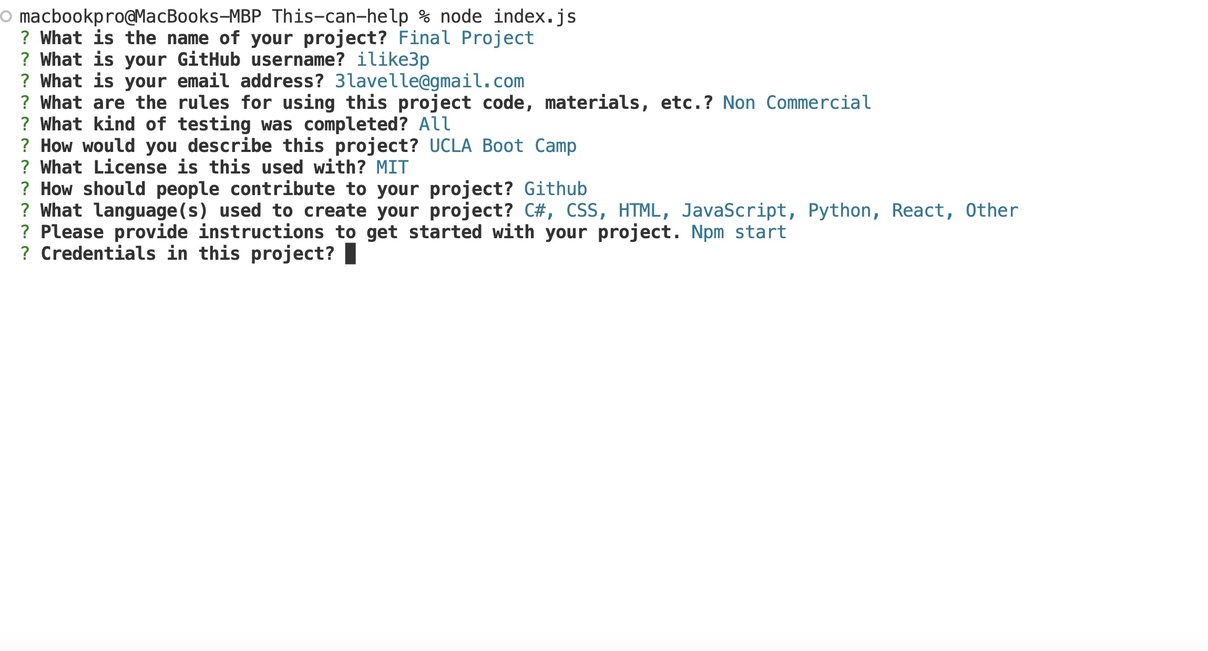 macbookpro@MacBooks-MBP This-can-help % node index.js
? What is the name of your project? Final Project
? What is your GitHub username? ilike3p
? What is your email address? 3lavelle@gmail.com
? What are the rules for using this project code, materials, etc.? Non Commercial
? What kind of testing was completed? All
? How would you describe this project? UCLA Boot Camp
? What License is this used with? MIT
? How should people contribute to your project? Github
? What language(s) used to create your project? C#, CSS, HTML, JavaScript, Python, React, Other
? Please provide instructions to get started with your project. Npm start
? Credentials in this project?